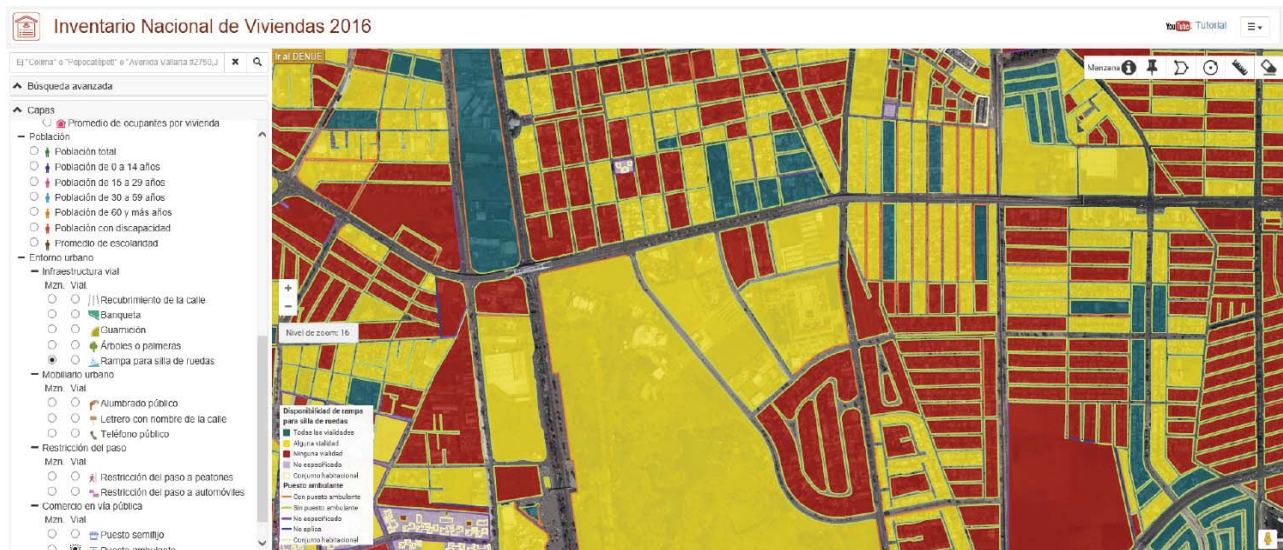 Inventario Nacional de Viviendas 2016
YouTube Tutorial
Ej."Colima" o "Popocatépetl" o "Avenida Vallarta #2750,J
Ir al DENUE
Manzana
Búsqueda avanzada
Capas
Promedio de ocupantes por vivienda
Población
Población total
Población de 0 a 14 años
Población de 15 a 29 años
Población de 30 a 59 años
Población de 60 y más años
Población con discapacidad
Promedio de escolaridad
Entorno urbano
Infraestructura vial
Mzn. Vial.
Recubrimiento de la calle
Banqueta
Guarnición
Árboles o palmeras
Rampa para silla de ruedas
Mobiliario urbano
Mzn. Vial.
Alumbrado público
Letrero con nombre de la calle
Teléfono público
Restricción del paso
Mzn. Vial.
Restricción del paso a peatones
Restricción del paso a automóviles
Comercio en vía pública
Mzn. Vial.
Puesto semifijo
Puesto ambulante
+
−
Nivel de zoom: 16
Disponibilidad de rampa
para silla de ruedas
Todas las vialidades
Alguna vialidad
Ninguna vialidad
No especificado
Conjunto habitacional
Puesto ambulante
Con puesto ambulante
Sin puesto ambulante
No especificado
No aplica
Conjunto habitacional